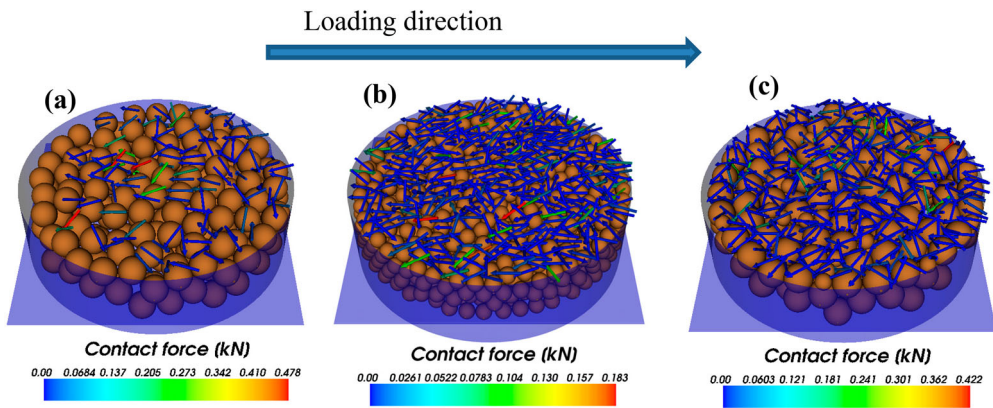 Loading direction
(a)
(b)
(c)
Contact force (kN)
0.00 0.0684 0.137 0.205 0.273 0.342 0.410 0.478
Contact force (kN)
0.00 0.0261 0.0522 0.0783 0.104 0.130 0.157 0.183
Contact force (kN)
0.00 0.0603 0.121 0.181 0.241 0.301 0.362 0.422